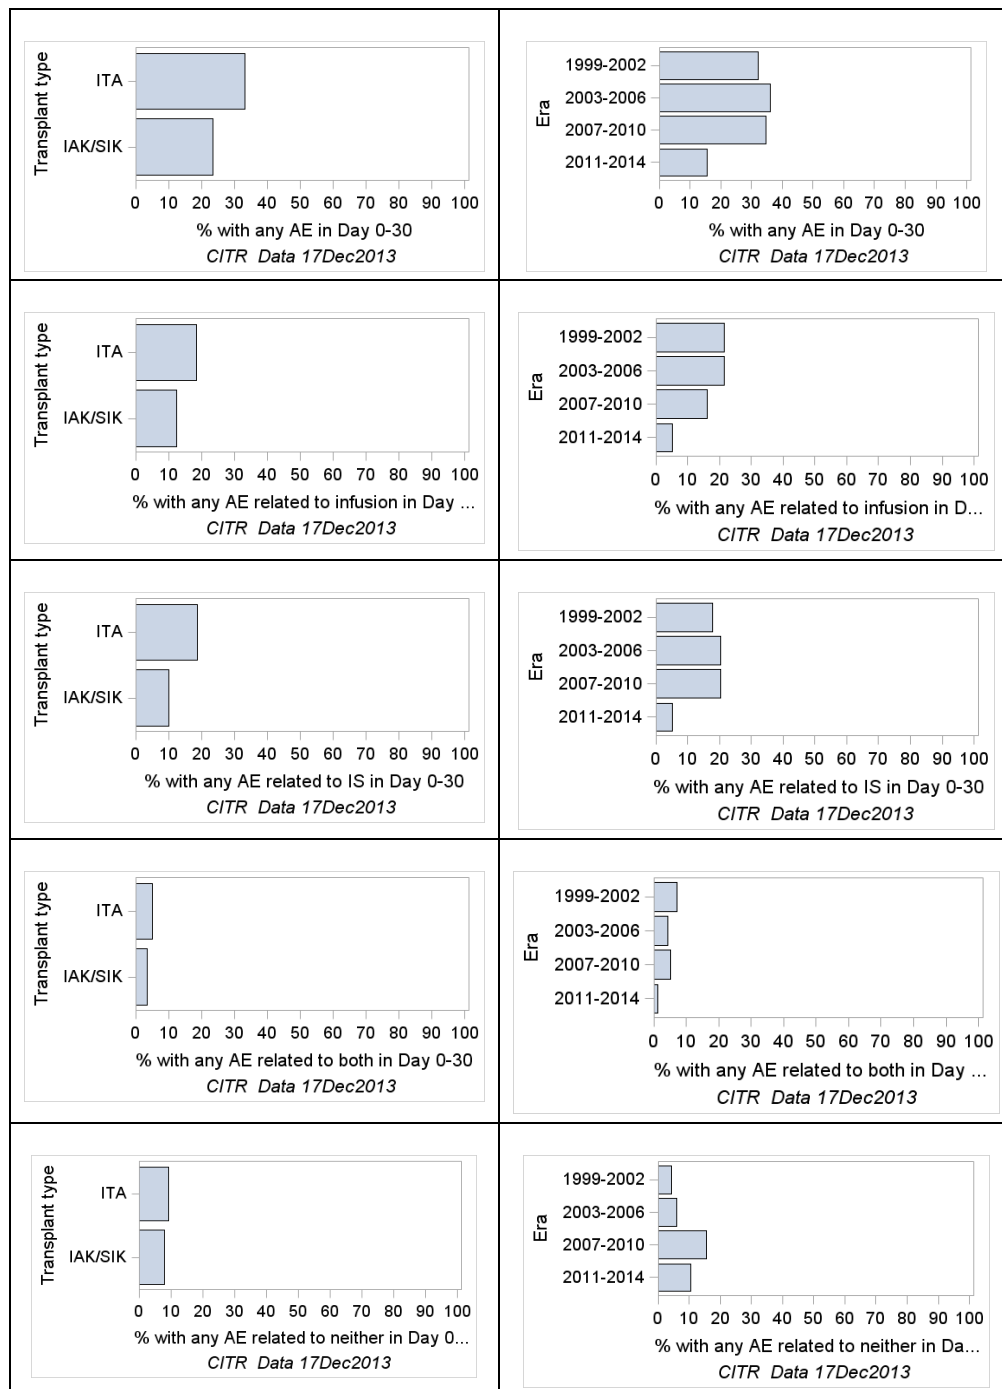 Transplant type
ITA
IAK/SIK
0 10 20 30 40 50 60 70 80 90 100
% with any AE in Day 0-30
CITR Data 17Dec2013
Era
1999-2002
2003-2006
2007-2010
2011-2014
0 10 20 30 40 50 60 70 80 90 100
% with any AE in Day 0-30
CITR Data 17Dec2013
Transplant type
ITA
IAK/SIK
0 10 20 30 40 50 60 70 80 90 100
% with any AE related to infusion in Day ...
CITR Data 17Dec2013
Era
1999-2002
2003-2006
2007-2010
2011-2014
0 10 20 30 40 50 60 70 80 90 100
% with any AE related to infusion in D...
CITR Data 17Dec2013
Transplant type
ITA
IAK/SIK
0 10 20 30 40 50 60 70 80 90 100
% with any AE related to IS in Day 0-30
CITR Data 17Dec2013
Era
1999-2002
2003-2006
2007-2010
2011-2014
0 10 20 30 40 50 60 70 80 90 100
% with any AE related to IS in Day 0-30
CITR Data 17Dec2013
Transplant type
ITA
IAK/SIK
0 10 20 30 40 50 60 70 80 90 100
% with any AE related to both in Day 0-30
CITR Data 17Dec2013
Era
1999-2002
2003-2006
2007-2010
2011-2014
0 10 20 30 40 50 60 70 80 90 100
% with any AE related to both in Day ...
CITR Data 17Dec2013
Transplant type
ITA
IAK/SIK
0 10 20 30 40 50 60 70 80 90 100
% with any AE related to neither in Day 0...
CITR Data 17Dec2013
Era
1999-2002
2003-2006
2007-2010
2011-2014
0 10 20 30 40 50 60 70 80 90 100
% with any AE related to neither in Da...
CITR Data 17Dec2013